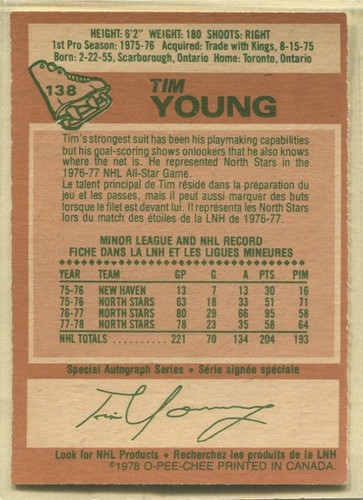 HEIGHT: 6'2" WEIGHT: 180 SHOOTS: RIGHT
1st Pro Season: 1975-76 Acquired: Trade with Kings, 8-15-75
Born: 2-22-55, Scarborough, Ontario Home: Toronto, Ontario
138
TIM
YOUNG
Tim's strongest suit has been his playmaking capabilities
but his goal-scoring shows onlookers that he also knows
where the net is. He represented North Stars in the
1976-77 NHL All-Star Game.
Le talent principal de Tim réside dans la préparation du
jeu et les passes, mais il peut aussi marquer des buts
lorsque le filet est devant lui. Il représentait North Stars
lors du match des étoiles de la LNH de 1976-77.
MINOR LEAGUE AND NHL RECORD
FICHE DANS LA LNH ET LES LIGUES MINEURES
YEAR TEAM GP G A PTS PIM
75-76 NEW HAVEN 13 7 13 30 16
75-76 NORTH STARS 63 18 33 51 71
76-77 NORTH STARS 80 29 66 95 58
77-78 NORTH STARS 78 23 35 58 64
NHL TOTALS 221 70 134 204 193
Special Autograph Series • Série signée spéciale
Tim Young
Look for NHL Products • Recherchez-les produits de la LNH
©1978 O-PEE-CHEE PRINTED IN CANADA.